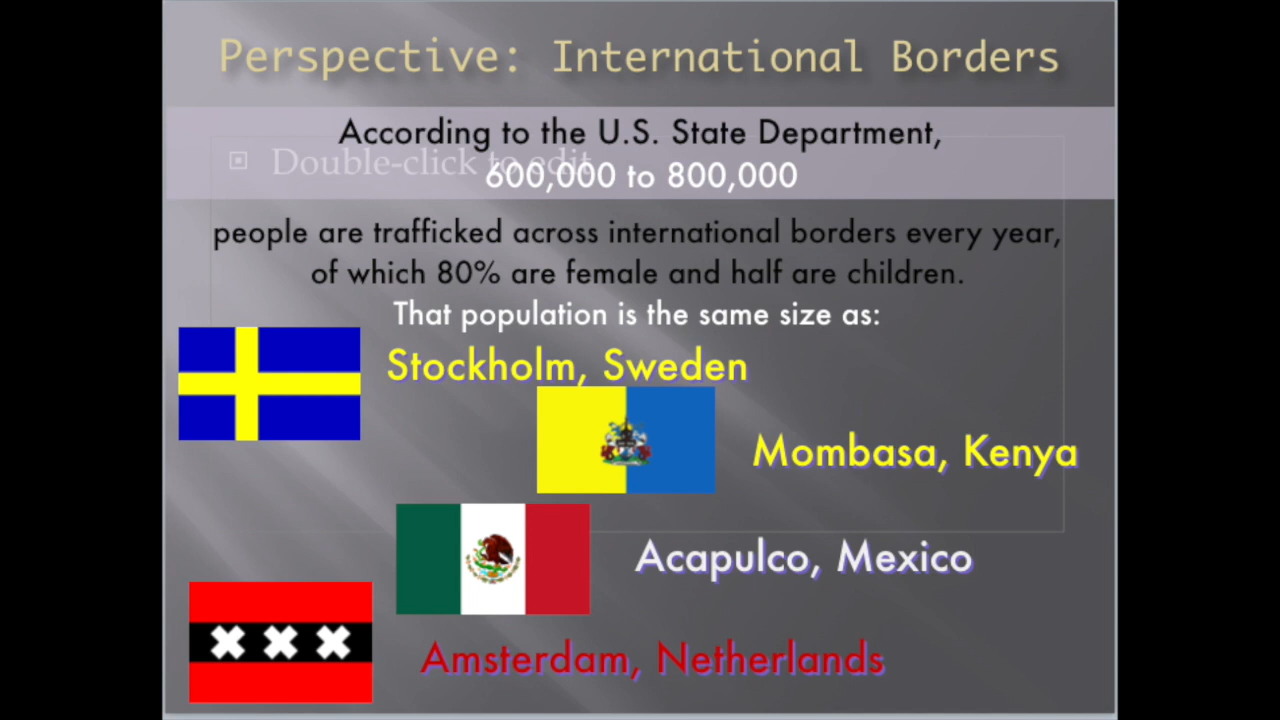 Perspective: International Borders
According to the U.S. State Department,
Double-click to edit
600,000 to 800,000
people are trafficked across international borders every year,
of which 80% are female and half are children.
That population is the same size as:
Stockholm, Sweden
Mombasa, Kenya
Acapulco, Mexico
Amsterdam, Netherlands